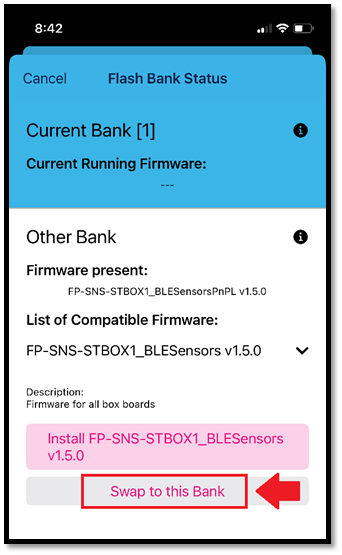 8:42
Cancel
Flash Bank Status
Current Bank [1]
Current Running Firmware:
---
Other Bank
Firmware present:
FP-SNS-STBOX1_BLESensorsPnPL v1.5.0
List of Compatible Firmware:
FP-SNS-STBOX1_BLESensors v1.5.0
Description:
Firmware for all box boards
Install FP-SNS-STBOX1_BLESensors
v1.5.0
Swap to this Bank